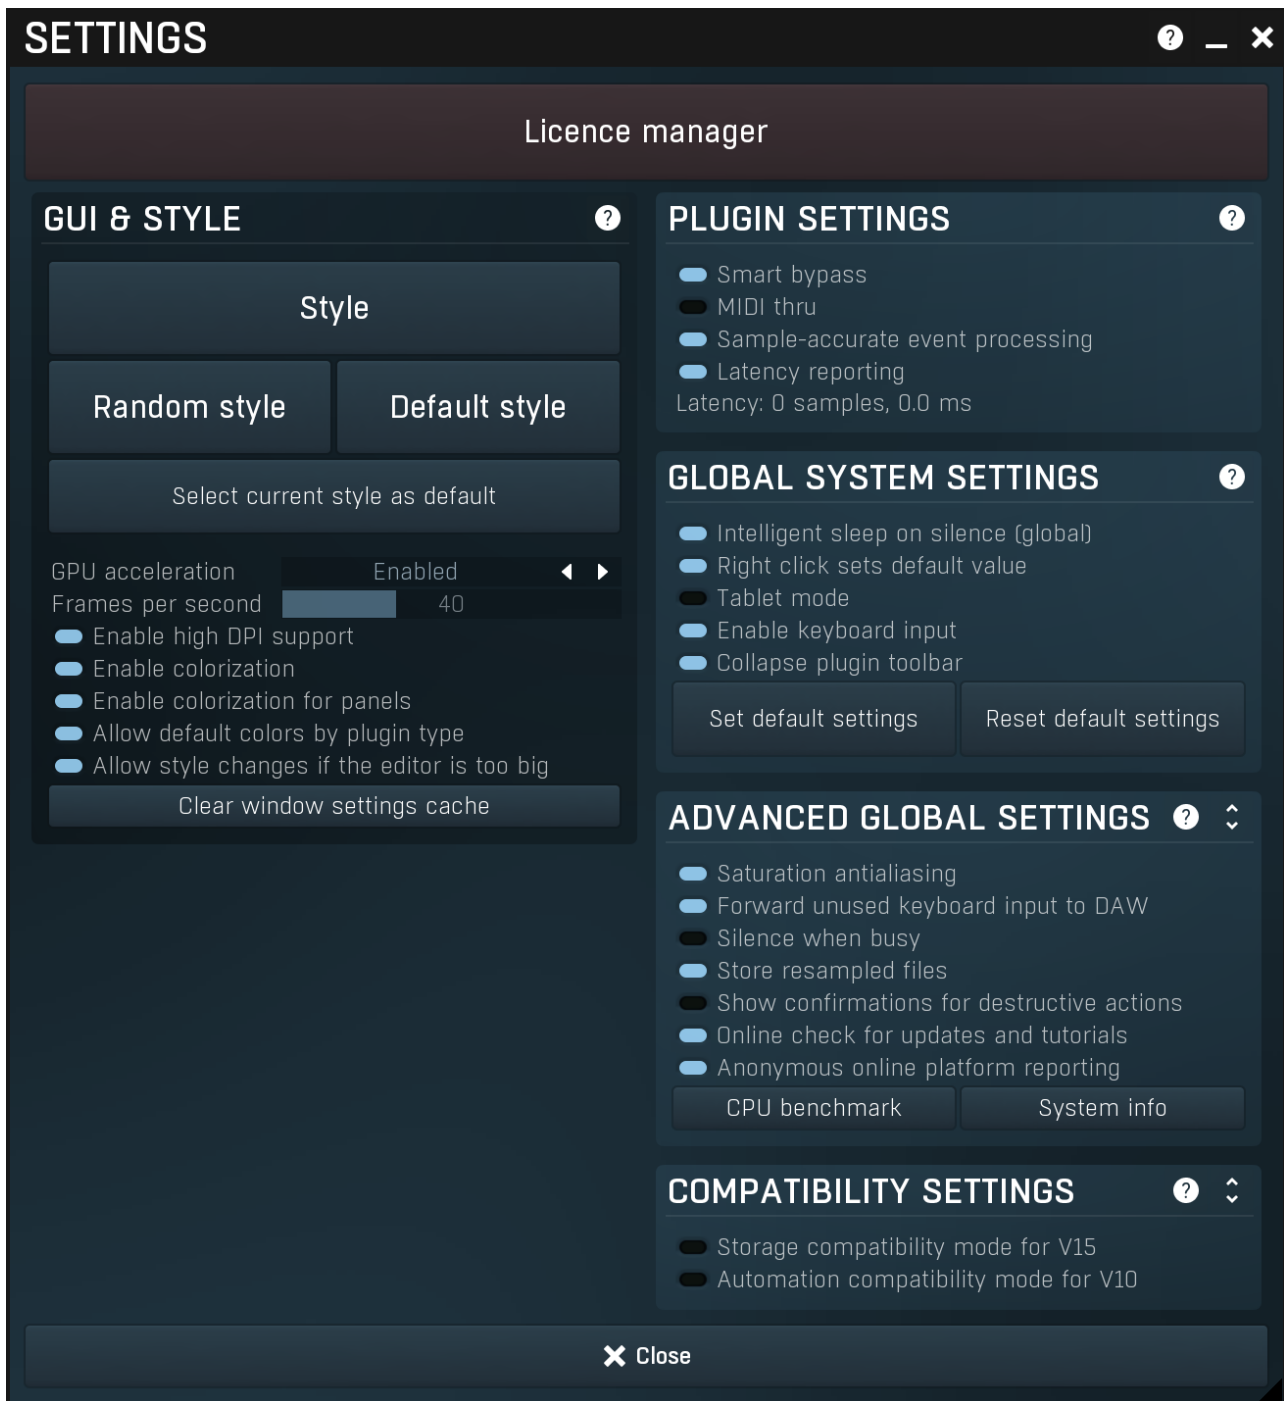 SETTINGS
Licence manager
GUI & STYLE
Style
Random style
Default style
Select current style as default
GPU acceleration Enabled
Frames per second 40
Enable high DPI support
Enable colorization
Enable colorization for panels
Allow default colors by plugin type
Allow style changes if the editor is too big
Clear window settings cache
PLUGIN SETTINGS
Smart bypass
MIDI thru
Sample-accurate event processing
Latency reporting
Latency: 0 samples, 0.0 ms
GLOBAL SYSTEM SETTINGS
Intelligent sleep on silence (global)
Right click sets default value
Tablet mode
Enable keyboard input
Collapse plugin toolbar
Set default settings
Reset default settings
ADVANCED GLOBAL SETTINGS
Saturation antialiasing
Forward unused keyboard input to DAW
Silence when busy
Store resampled files
Show confirmations for destructive actions
Online check for updates and tutorials
Anonymous online platform reporting
CPU benchmark
System info
COMPATIBILITY SETTINGS
Storage compatibility mode for V15
Automation compatibility mode for V10
Close